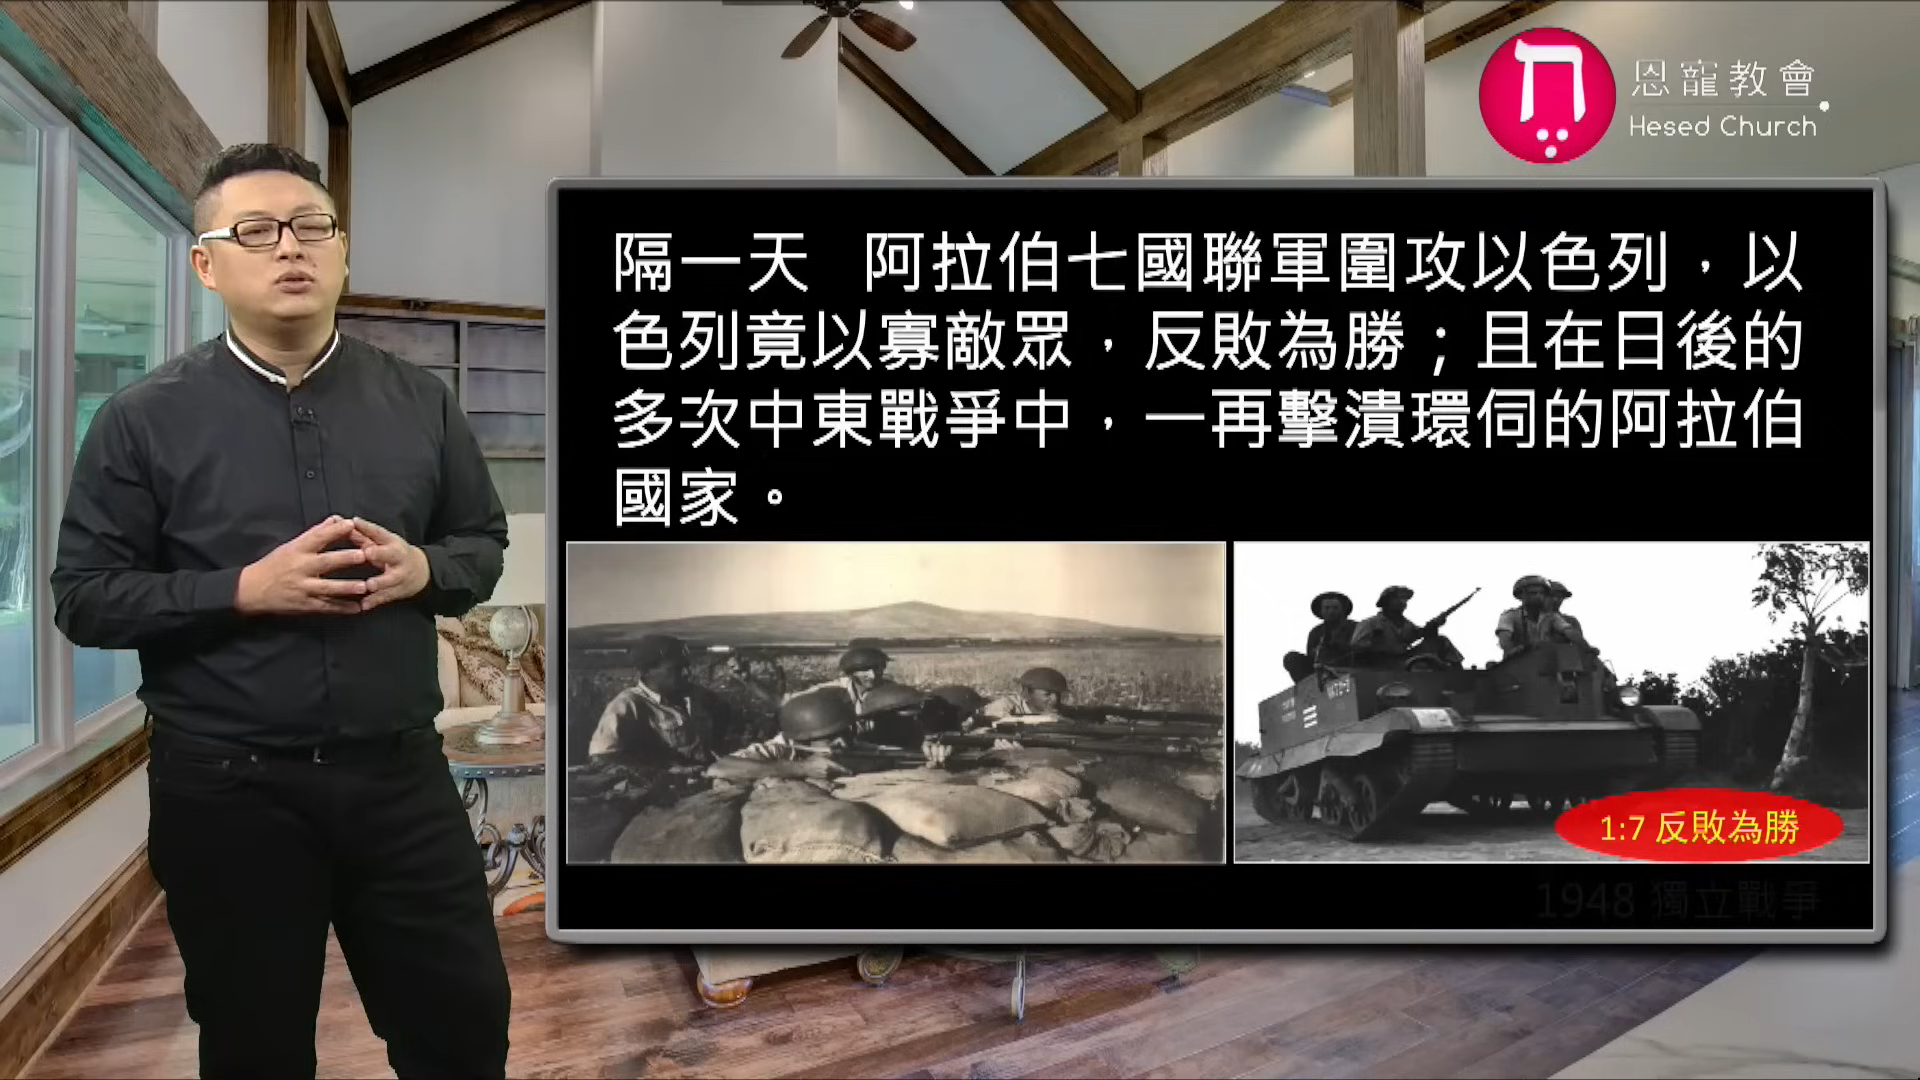 恩寵教會
Hesed Church
隔一天 阿拉伯七國聯軍圍攻以色列，以
色列竟以寡敵眾，反敗為勝；且在日後的
多次中東戰爭中，一再擊潰環伺的阿拉伯
國家。
1:7 反敗為勝
1948 獨立戰爭